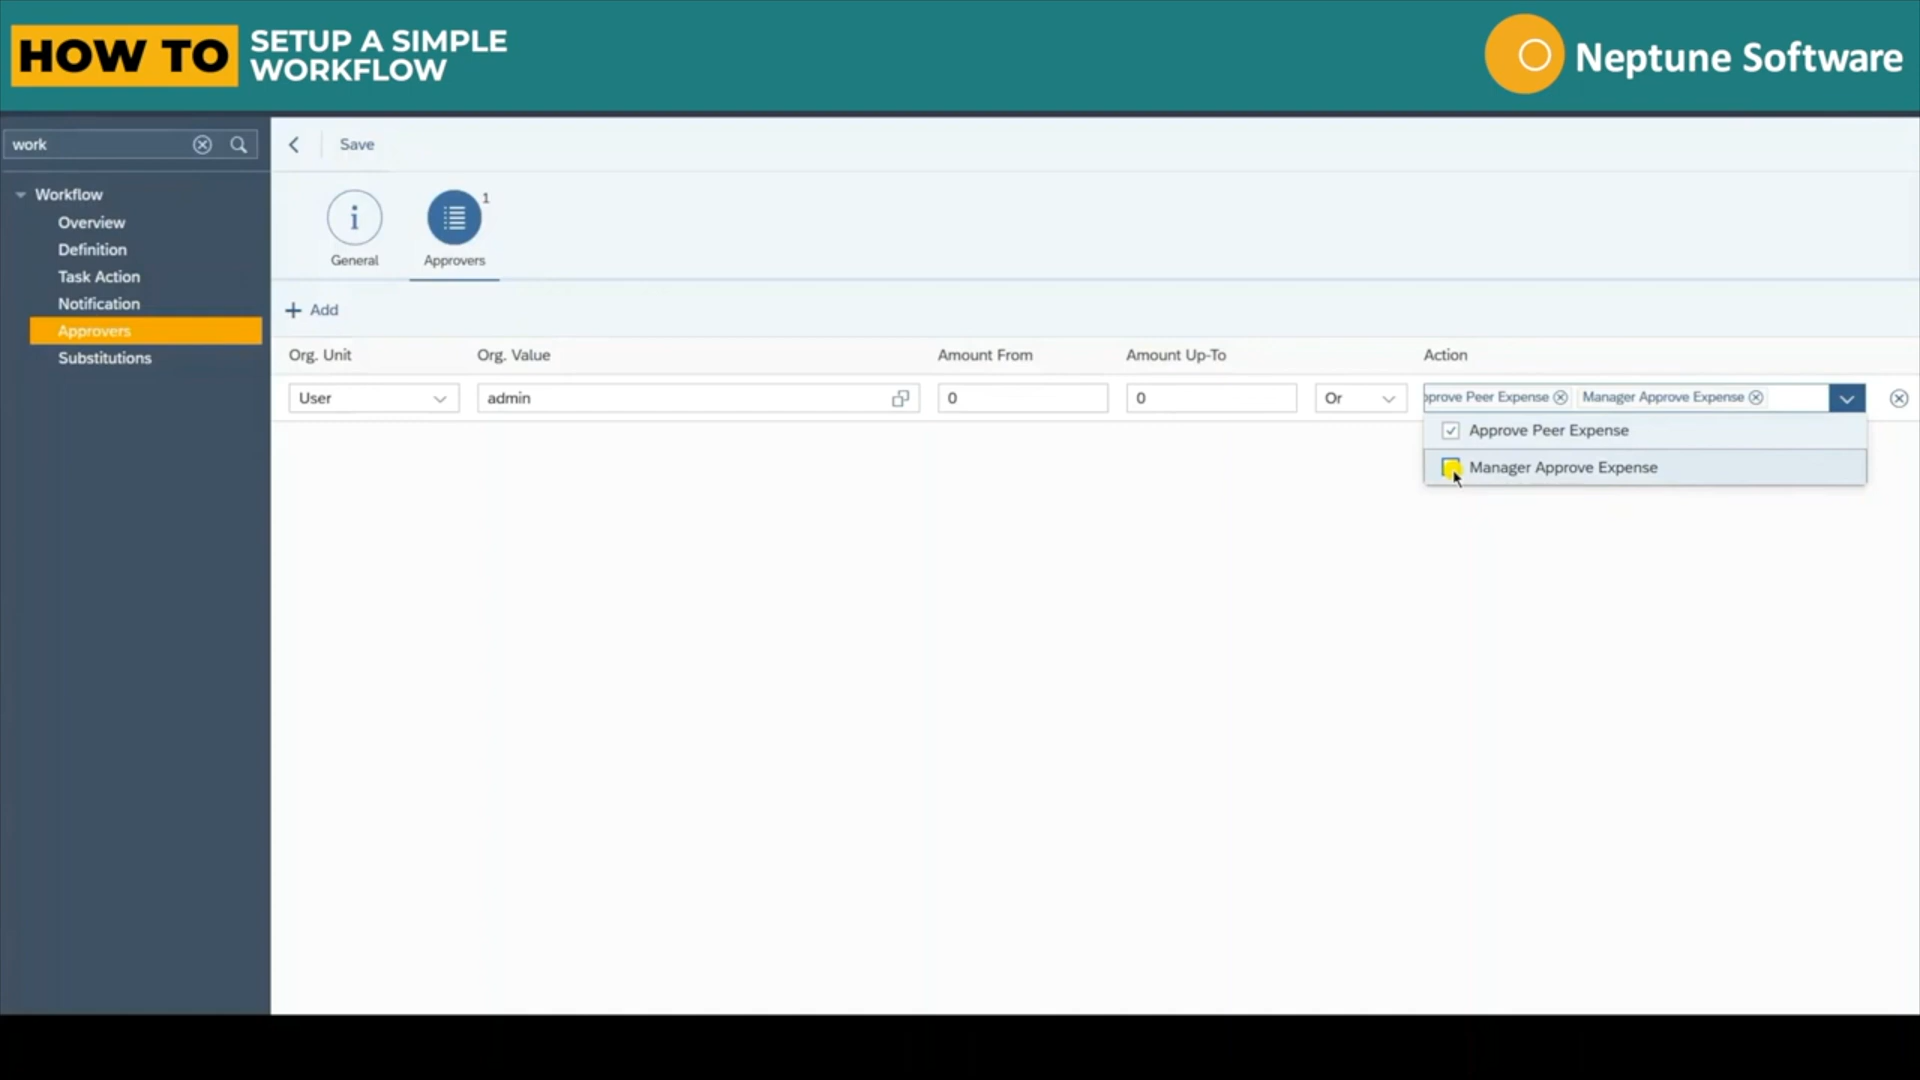 HOW TO
SETUP A SIMPLE
WORKFLOW
Neptune Software
work
Save
Workflow
Overview
Definition
Task Action
Notification
Approvers
Substitutions
i
General
1
Approvers
+ Add
Org. Unit
Org. Value
Amount From
Amount Up-To
Action
User
admin
0
0
Or
prove Peer Expense
Manager Approve Expense
Approve Peer Expense
Manager Approve Expense